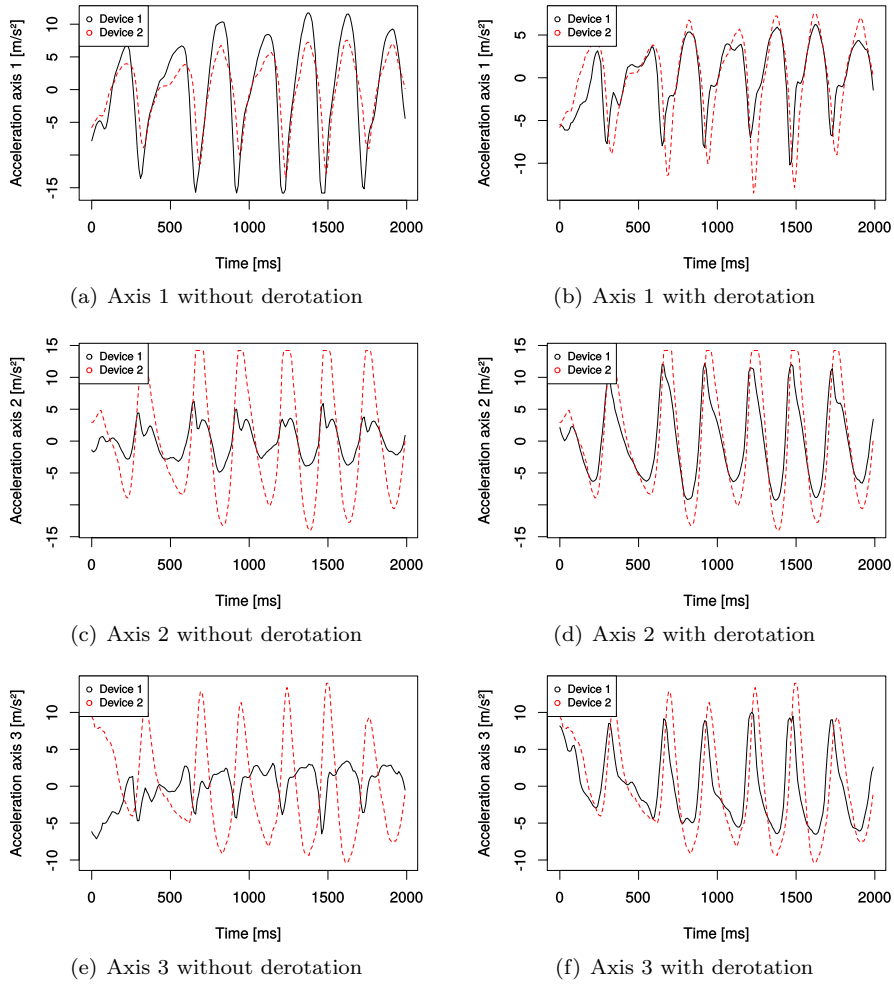 Acceleration axis 1 [m/s²]
10
5
0
-5
-15
Device 1
Device 2
0 500 1000 1500 2000
Time [ms]
(a) Axis 1 without derotation
Acceleration axis 1 [m/s²]
5
0
-5
-10
Device 1
Device 2
0 500 1000 1500 2000
Time [ms]
(b) Axis 1 with derotation
Acceleration axis 2 [m/s²]
15
10
5
0
-5
-15
Device 1
Device 2
0 500 1000 1500 2000
Time [ms]
(c) Axis 2 without derotation
Acceleration axis 2 [m/s²]
15
10
5
0
-5
-15
Device 1
Device 2
0 500 1000 1500 2000
Time [ms]
(d) Axis 2 with derotation
Acceleration axis 3 [m/s²]
10
5
0
-5
-10
Device 1
Device 2
0 500 1000 1500 2000
Time [ms]
(e) Axis 3 without derotation
Acceleration axis 3 [m/s²]
10
5
0
-5
-10
Device 1
Device 2
0 500 1000 1500 2000
Time [ms]
(f) Axis 3 with derotation